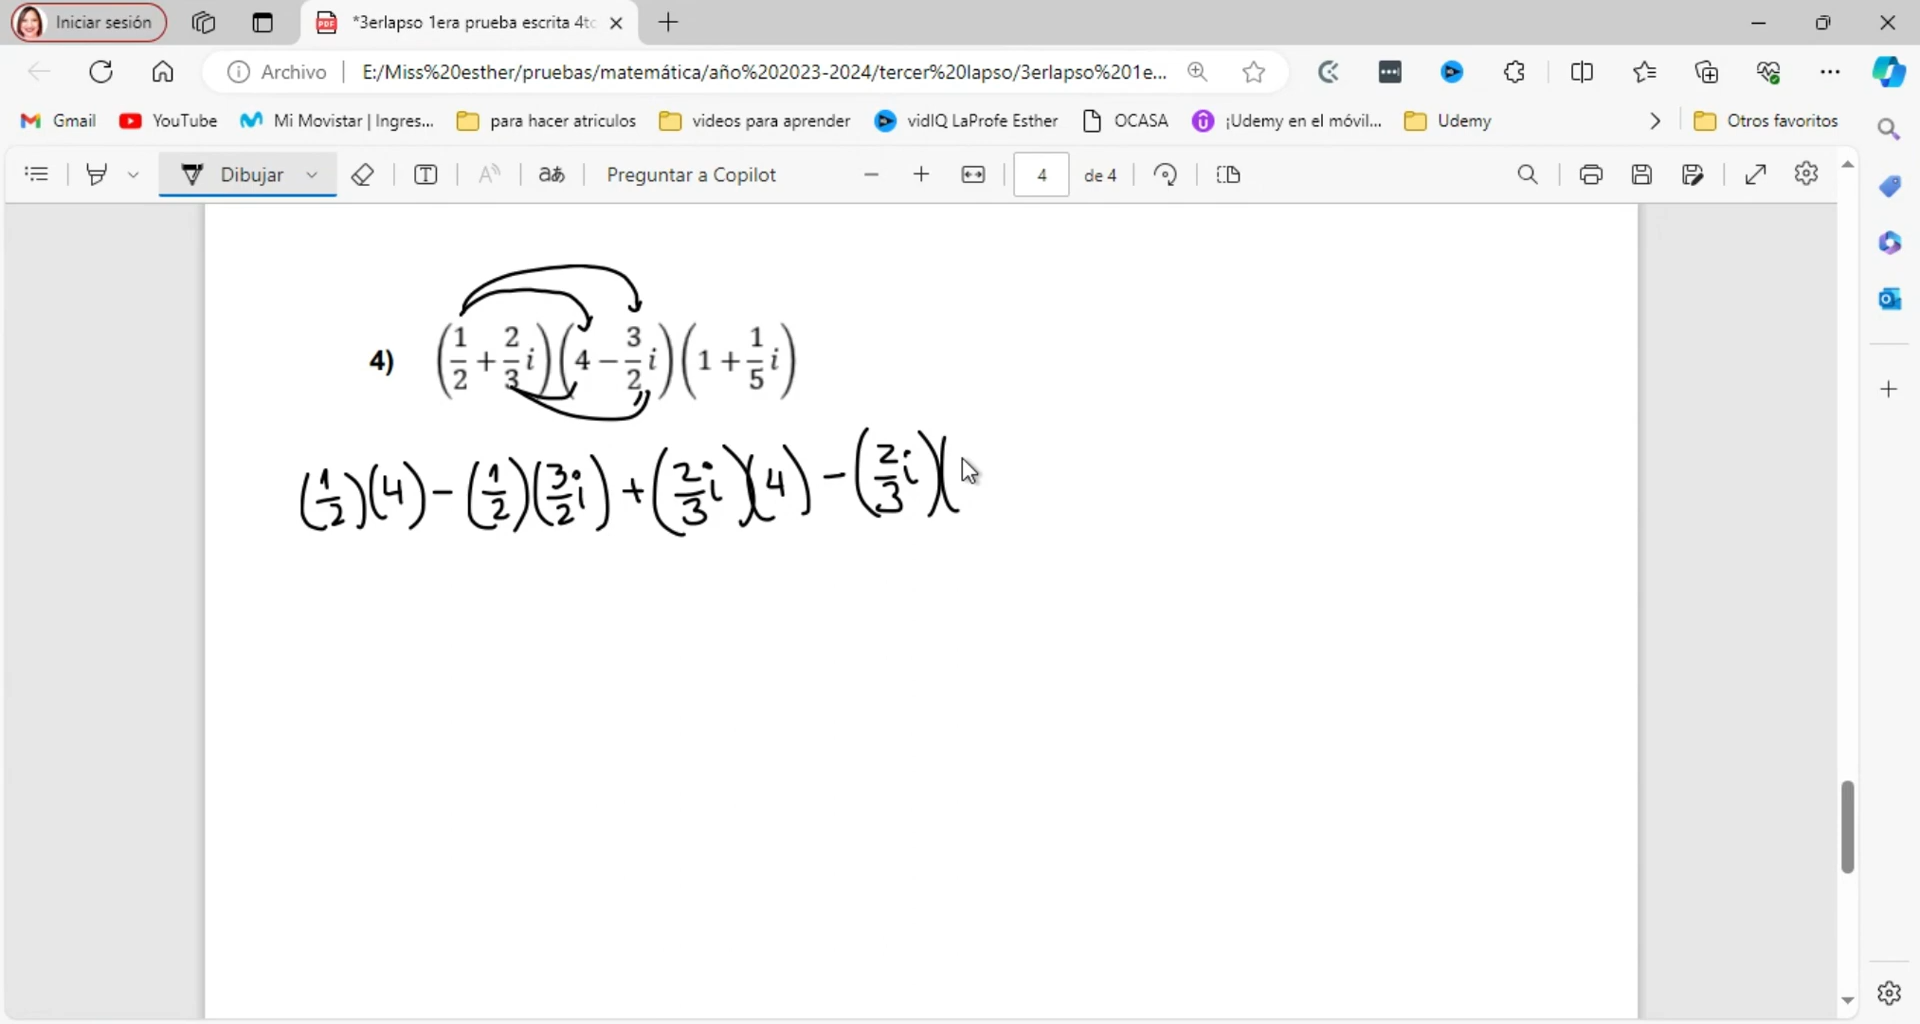 Iniciar sesión
*3erlapso 1era prueba escrita 4to
Archivo
E:/Miss%20esther/pruebas/matemática/año%202023-2024/tercer%20lapso/3erlapso%201e...
Gmail
YouTube
Mi Movistar | Ingres...
para hacer atriculos
videos para aprender
vidIQ LaProfe Esther
OCASA
¡Udemy en el móvil...
Udemy
Otros favoritos
Dibujar
aあ
Preguntar a Copilot
4
de 4
4) (1/2 + 2/3 i)(4 − 3/2 i)(1 + 1/5 i)
(1/2)(4) − (1/2)(3/2 i) + (2/3 i)(4) − (2/3 i)(